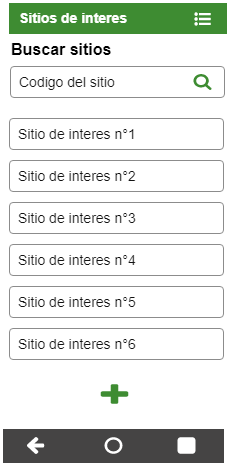 Sitios de interes
Buscar sitios
Codigo del sitio
Sitio de interes n°1
Sitio de interes n°2
Sitio de interes n°3
Sitio de interes n°4
Sitio de interes n°5
Sitio de interes n°6